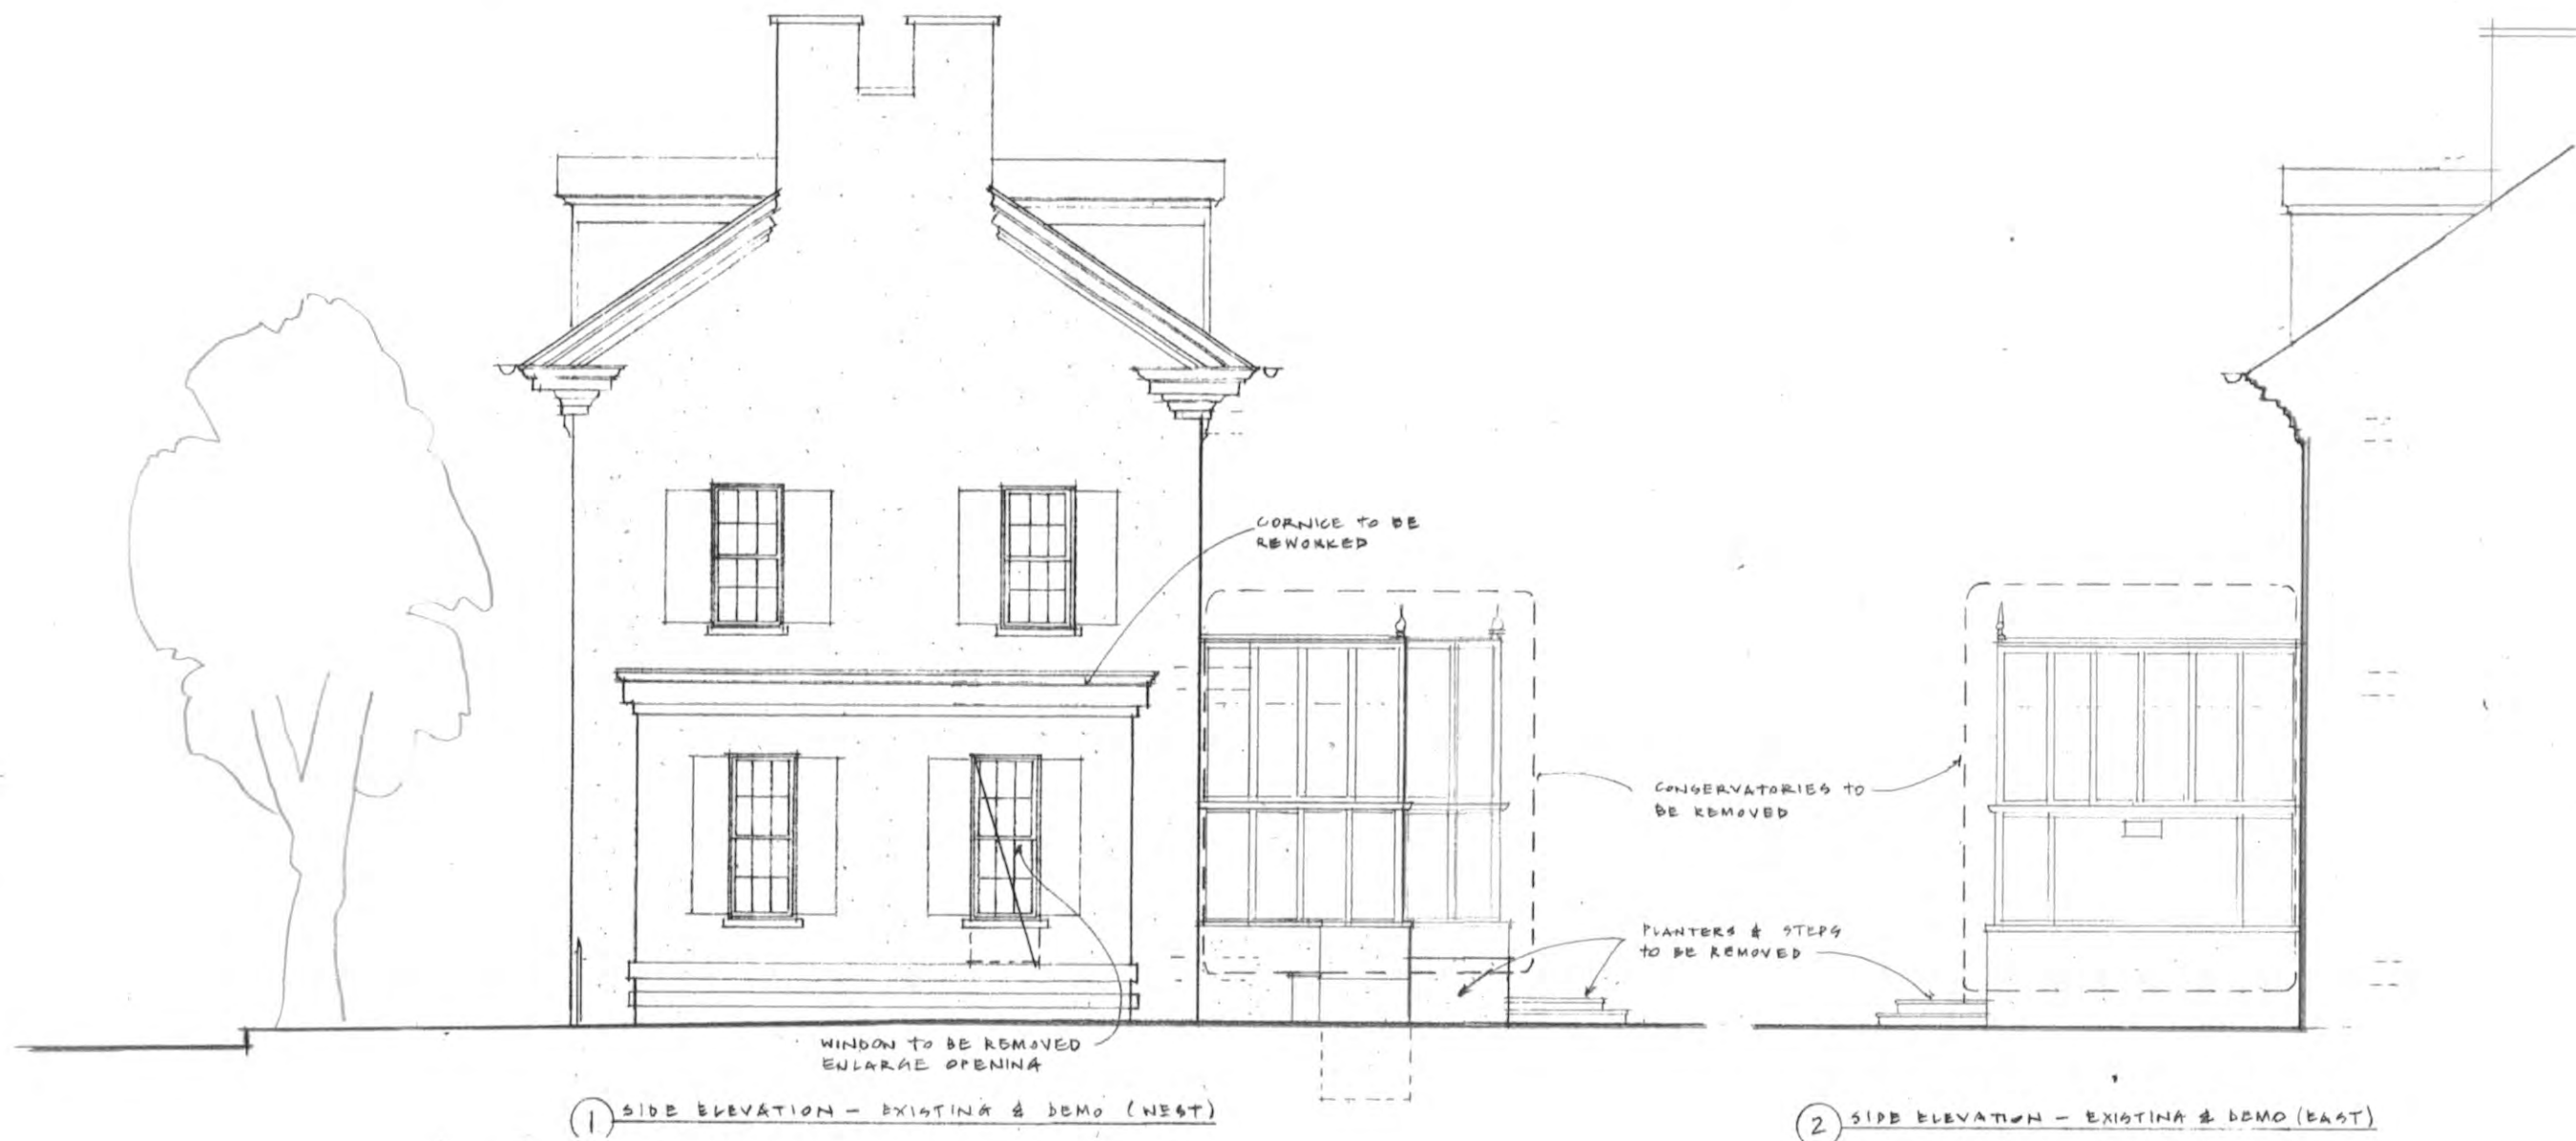 CORNICE TO BE
REWORKED
CONSERVATORIES TO
BE REMOVED
PLANTERS & STEPS
TO BE REMOVED
WINDOW TO BE REMOVED
ENLARGE OPENING
1 SIDE ELEVATION - EXISTING & DEMO (WEST)
2 SIDE ELEVATION - EXISTING & DEMO (EAST)